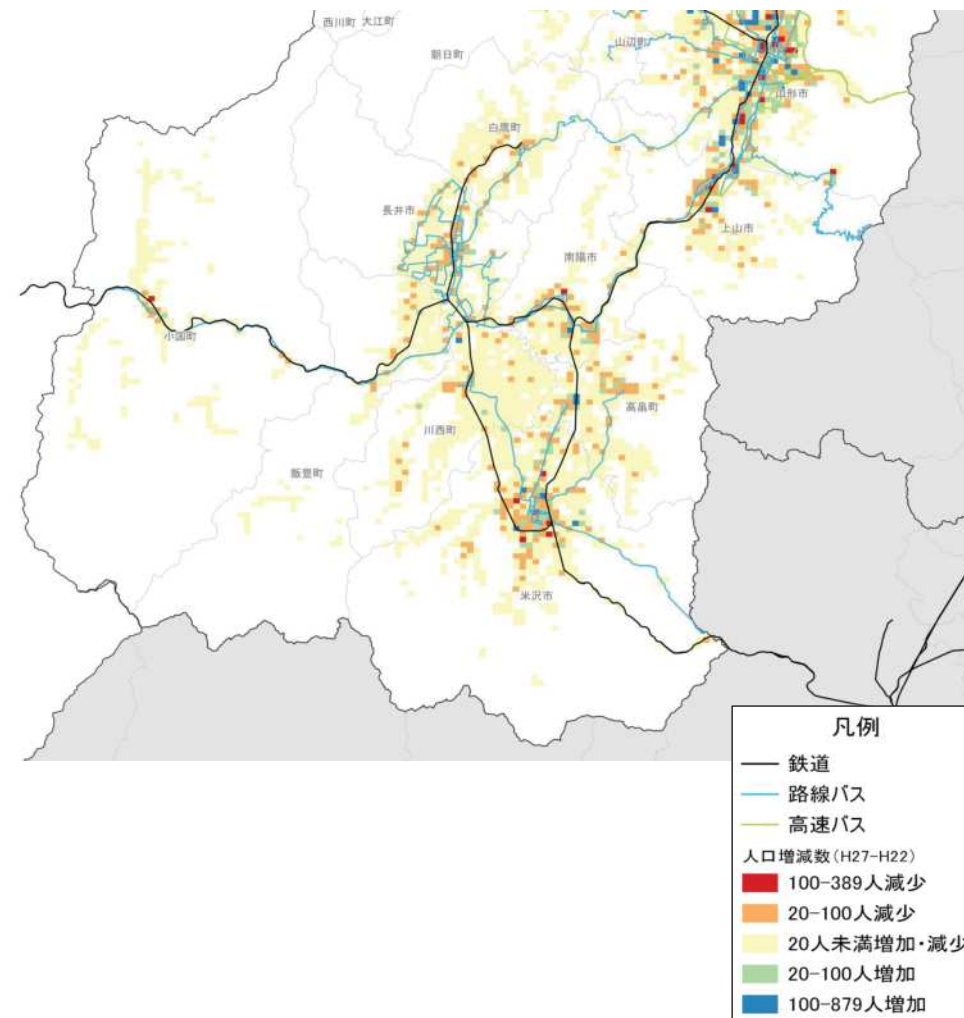 西川町 大江町
山辺町
朝日町
山形市
白鷹町
長井市
上山市
南陽市
小国町
高畠町
川西町
飯豊町
米沢市
凡例
鉄道
路線バス
高速バス
人口増減数(H27-H22)
100-389人減少
20-100人減少
20人未満増加・減少
20-100人増加
100-879人増加